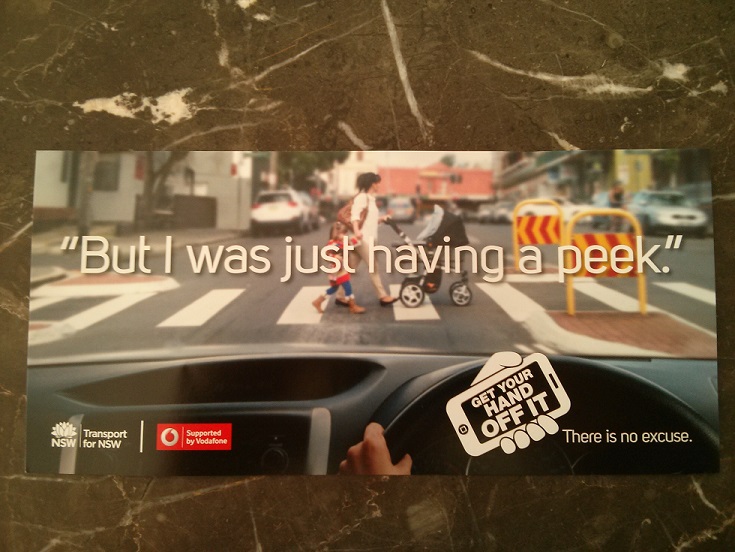 “But I was just having a peek.”
GET YOUR
HAND
OFF IT
There is no excuse.
NSW
Transport
for NSW
Supported
by Vodafone